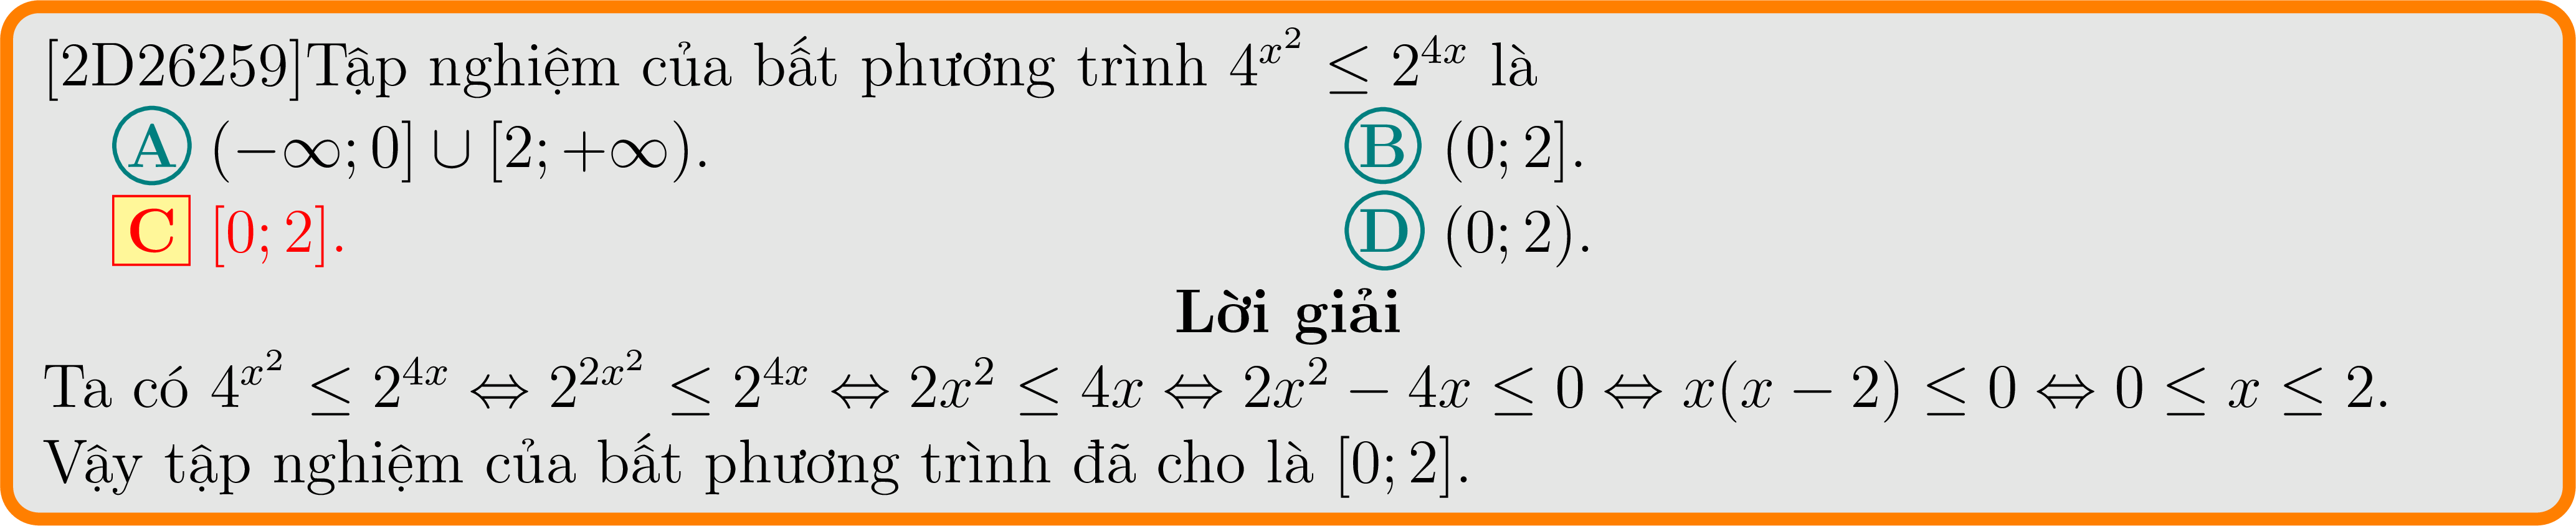 [2D26259]Tập nghiệm của bất phương trình $4^{x^2} \leq 2^{4x}$ là
A $(-\infty; 0] \cup [2; +\infty)$. B $(0; 2]$.
C $[0; 2]$. D $(0; 2)$.
Lời giải
Ta có $4^{x^2} \leq 2^{4x} \Leftrightarrow 2^{2x^2} \leq 2^{4x} \Leftrightarrow 2x^2 \leq 4x \Leftrightarrow 2x^2 - 4x \leq 0 \Leftrightarrow x(x - 2) \leq 0 \Leftrightarrow 0 \leq x \leq 2$.
Vậy tập nghiệm của bất phương trình đã cho là $[0; 2]$.